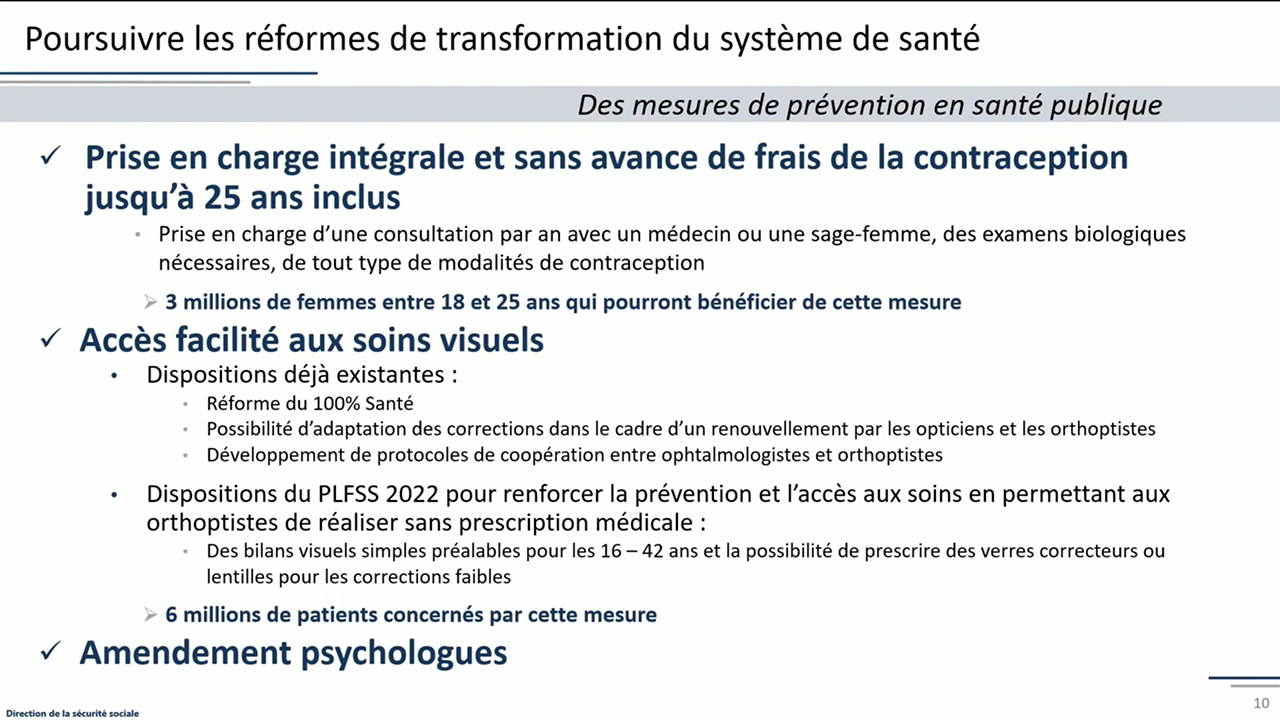 Poursuivre les réformes de transformation du système de santé
Des mesures de prévention en santé publique
✓ Prise en charge intégrale et sans avance de frais de la contraception
jusqu’à 25 ans inclus
• Prise en charge d’une consultation par an avec un médecin ou une sage-femme, des examens biologiques
nécessaires, de tout type de modalités de contraception
➢ 3 millions de femmes entre 18 et 25 ans qui pourront bénéficier de cette mesure
✓ Accès facilité aux soins visuels
• Dispositions déjà existantes :
• Réforme du 100% Santé
• Possibilité d’adaptation des corrections dans le cadre d’un renouvellement par les opticiens et les orthoptistes
• Développement de protocoles de coopération entre ophtalmologistes et orthoptistes
• Dispositions du PLFSS 2022 pour renforcer la prévention et l’accès aux soins en permettant aux
orthoptistes de réaliser sans prescription médicale :
• Des bilans visuels simples préalables pour les 16 – 42 ans et la possibilité de prescrire des verres correcteurs ou
lentilles pour les corrections faibles
➢ 6 millions de patients concernés par cette mesure
✓ Amendement psychologues
10
Direction de la sécurité sociale